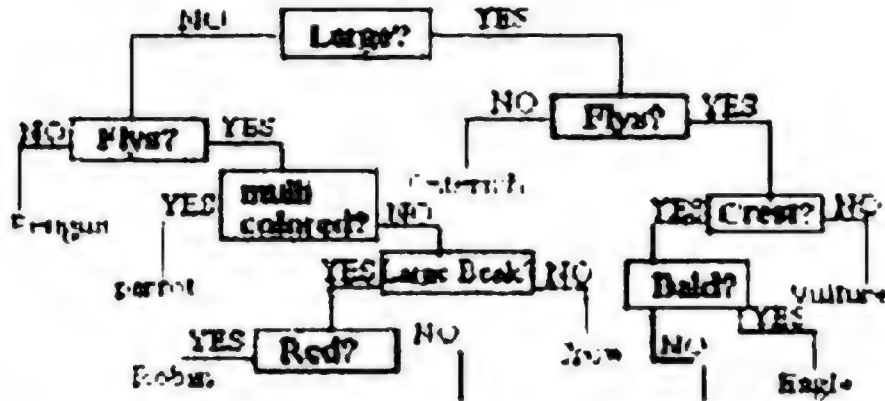 NO
Large?
YES
NO
Flys?
YES
NO
Flys?
YES
YES
multi
colored?
NO
YES
Crest?
NO
Penguin
parrot
YES
Large Beak?
NO
Bald?
Vulture
YES
Red?
NO
NO
YES
Robin
Eagle